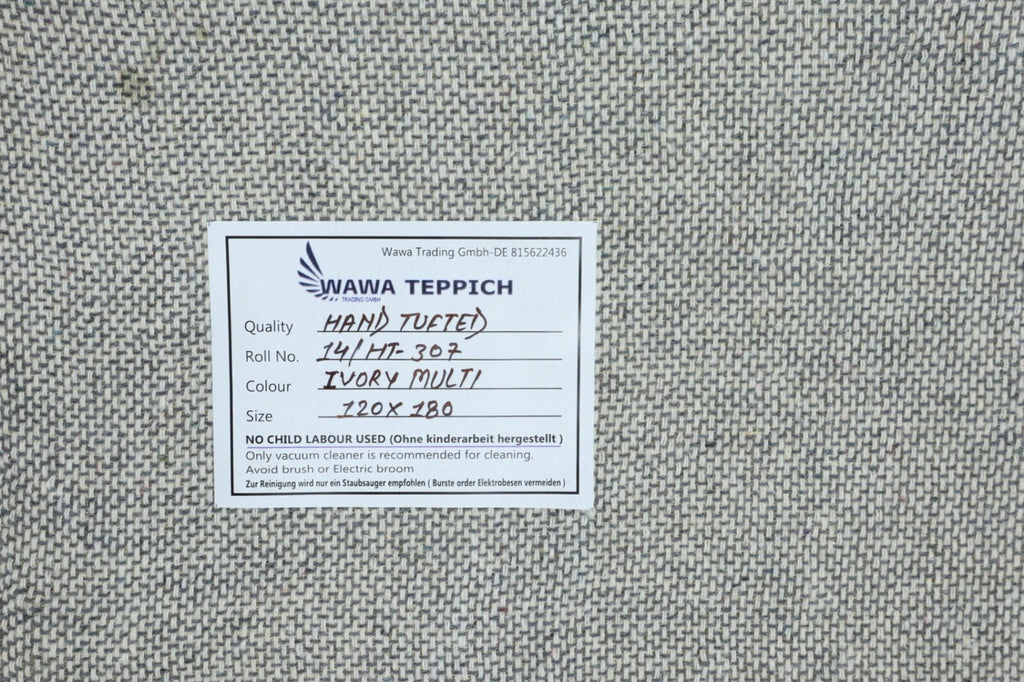 Wawa Trading Gmbh-DE 815622436
WAWA TEPPICH
TRADING GMBH
Quality HAND TUFTED
Roll No. 14/HT-307
Colour IVORY MULTI
Size 120X180
NO CHILD LABOUR USED (Ohne kinderarbeit hergestellt )
Only vacuum cleaner is recommended for cleaning.
Avoid brush or Electric broom
Zur Reinigung wird nur ein Staubsauger empfohlen ( Burste order Elektrobesen vermeiden )